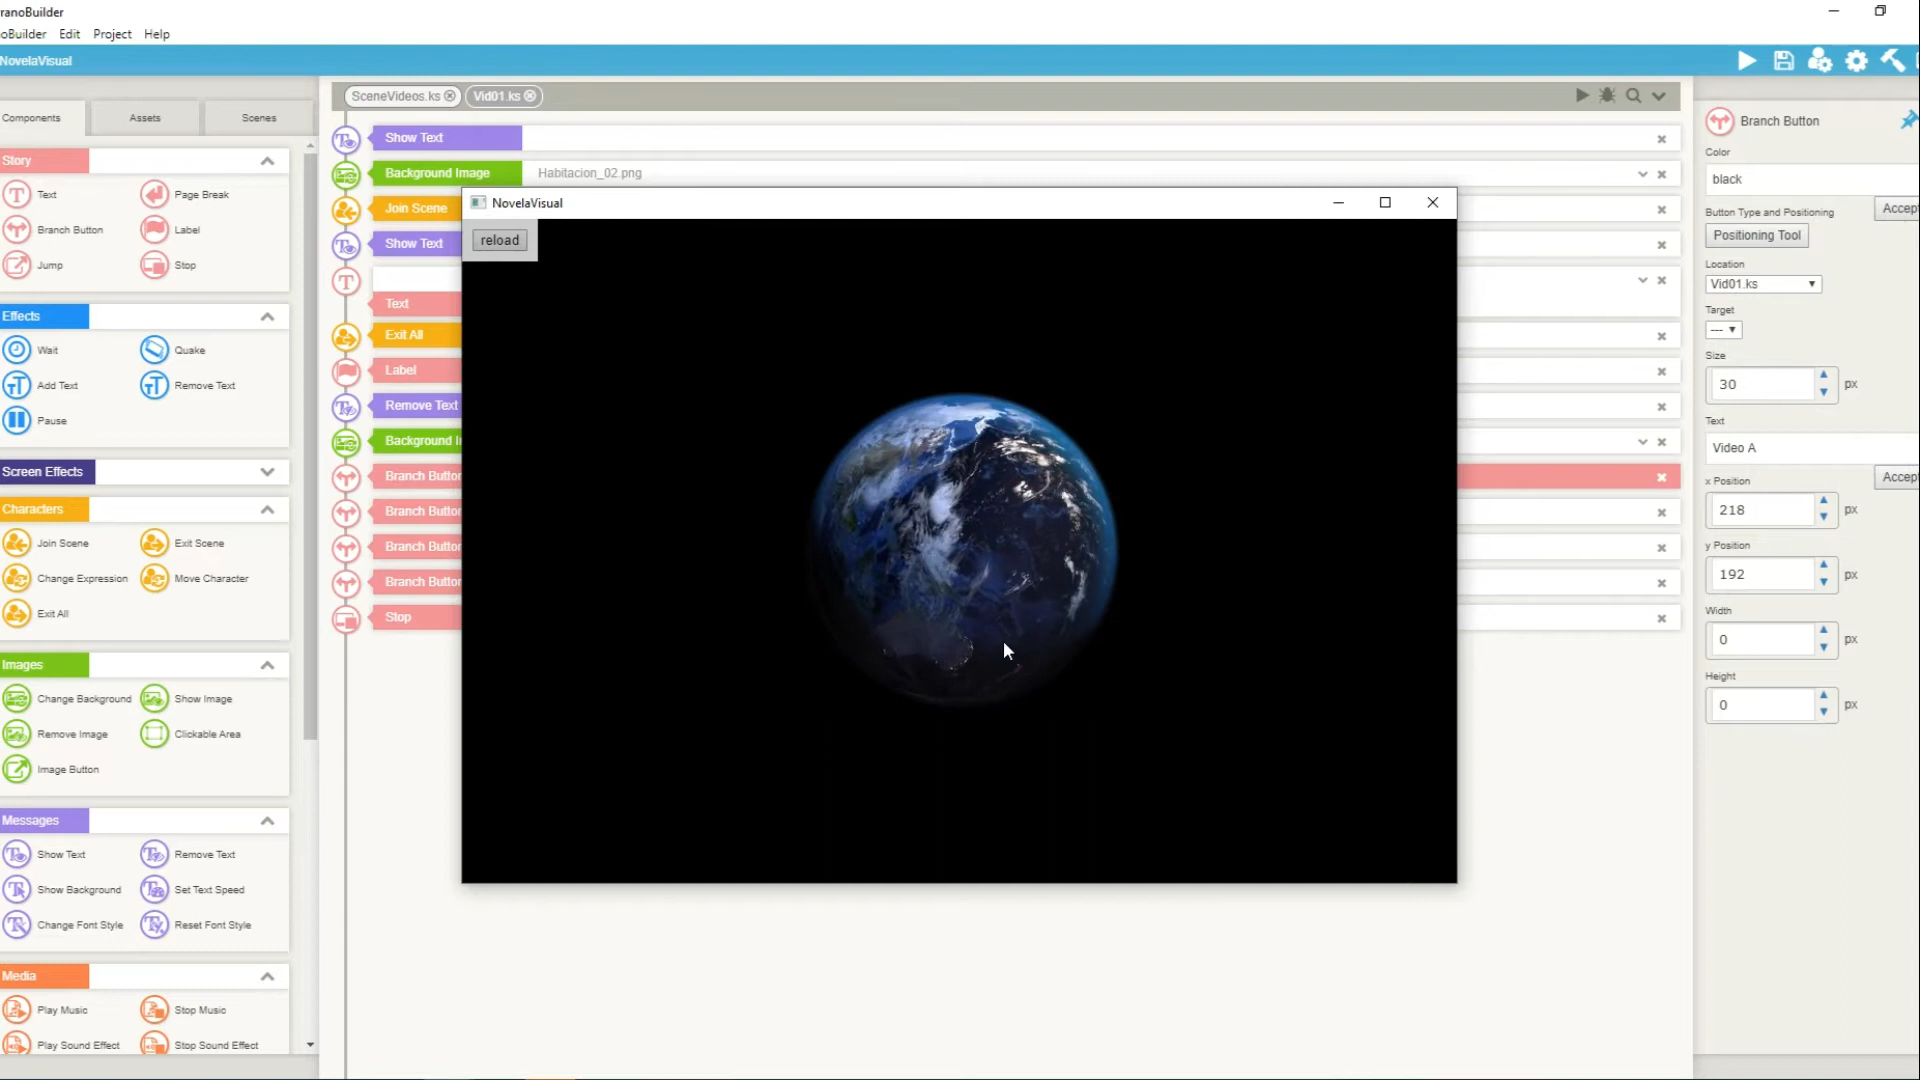 ranoBuilder
oBuilder Edit Project Help
NovelaVisual
Components Assets Scenes
Story
Text Page Break
Branch Button Label
Jump Stop
Effects
Wait Quake
Add Text Remove Text
Pause
Screen Effects
Characters
Join Scene Exit Scene
Change Expression Move Character
Exit All
Images
Change Background Show Image
Remove Image Clickable Area
Image Button
Messages
Show Text Remove Text
Show Background Set Text Speed
Change Font Style Reset Font Style
Media
Play Music Stop Music
Play Sound Effect Stop Sound Effect
SceneVideos.ks Vid01.ks
Show Text
Background Image Habitacion_02.png
Join Scene
Show Text
Text
Exit All
Label
Remove Text
Background I
Branch Button
Branch Button
Branch Button
Branch Button
Stop
NovelaVisual
reload
Branch Button
Color
black
Accept
Button Type and Positioning
Positioning Tool
Location
Vid01.ks
Target
---
Size
30 px
Text
Video A
Accept
x Position
218 px
y Position
192 px
Width
0 px
Height
0 px